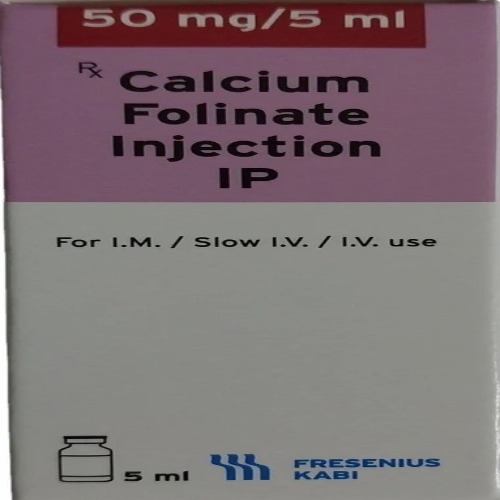 50 mg/5 ml
Rx Calcium
Folinate
Injection
IP
For I.M. / Slow I.V. / I.V. use
5 ml
FRESENIUS
KABI